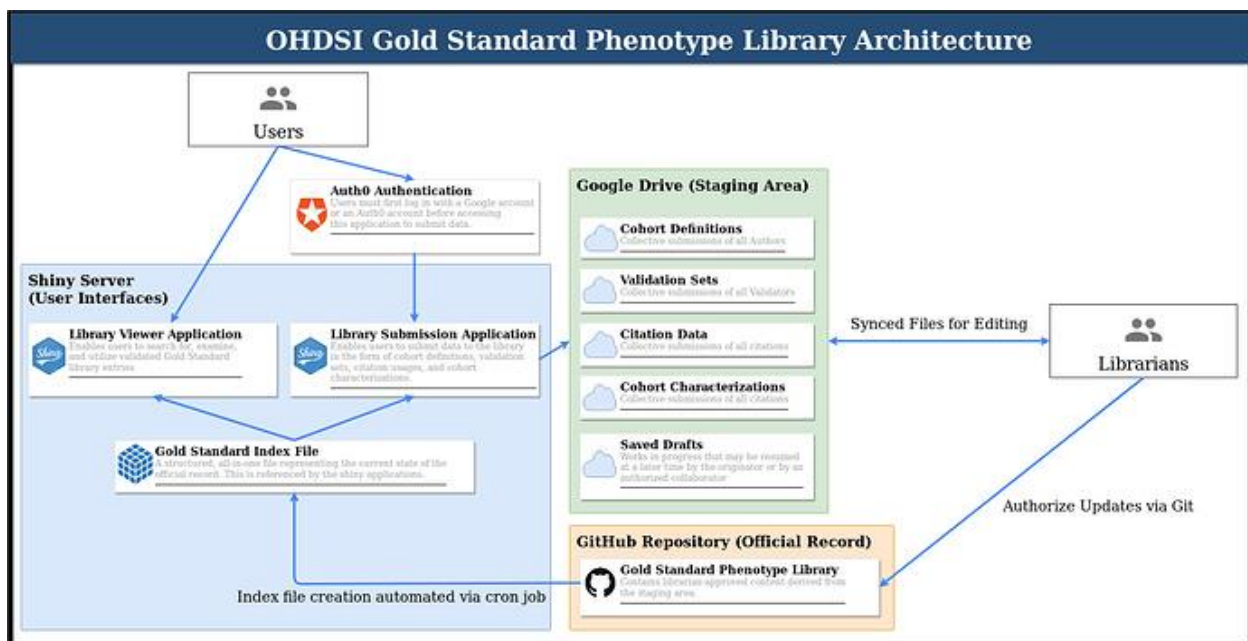 OHDSI Gold Standard Phenotype Library Architecture
Users
Auth0 Authentication
Users must first log in with a Google account
or an Auth0 account before accessing
this application to submit data.
Shiny Server
(User Interfaces)
Shiny
Library Viewer Application
Enables users to search for, examine,
and utilize validated Gold Standard
library entries
Shiny
Library Submission Application
Enables users to submit data to the library
in the form of cohort definitions, validation
sets, citation usages, and cohort
characterizations.
Gold Standard Index File
A structured, all-in-one file representing the current state of the
official record. This is referenced by the shiny applications.
Index file creation automated via cron job
Google Drive (Staging Area)
Cohort Definitions
Collective submissions of all Authors
Validation Sets
Collective submissions of all Validators
Citation Data
Collective submissions of all citations
Cohort Characterizations
Collective submissions of all citations
Saved Drafts
Works in progress that may be resumed
at a later time by the originator or by an
authorized collaborator
Synced Files for Editing
Librarians
Authorize Updates via Git
GitHub Repository (Official Record)
Gold Standard Phenotype Library
Contains librarian-approved content derived from
the staging area